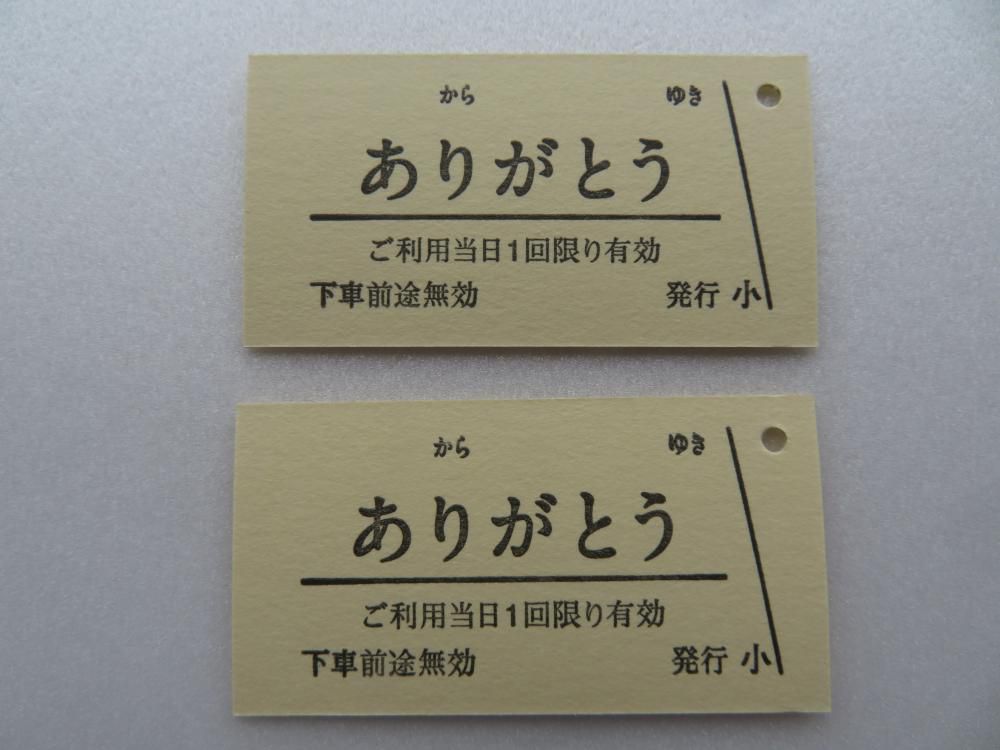 から ゆき
ありがとう
ご利用当日1回限り有効
下車前途無効 発行 小
から ゆき
ありがとう
ご利用当日1回限り有効
下車前途無効 発行 小